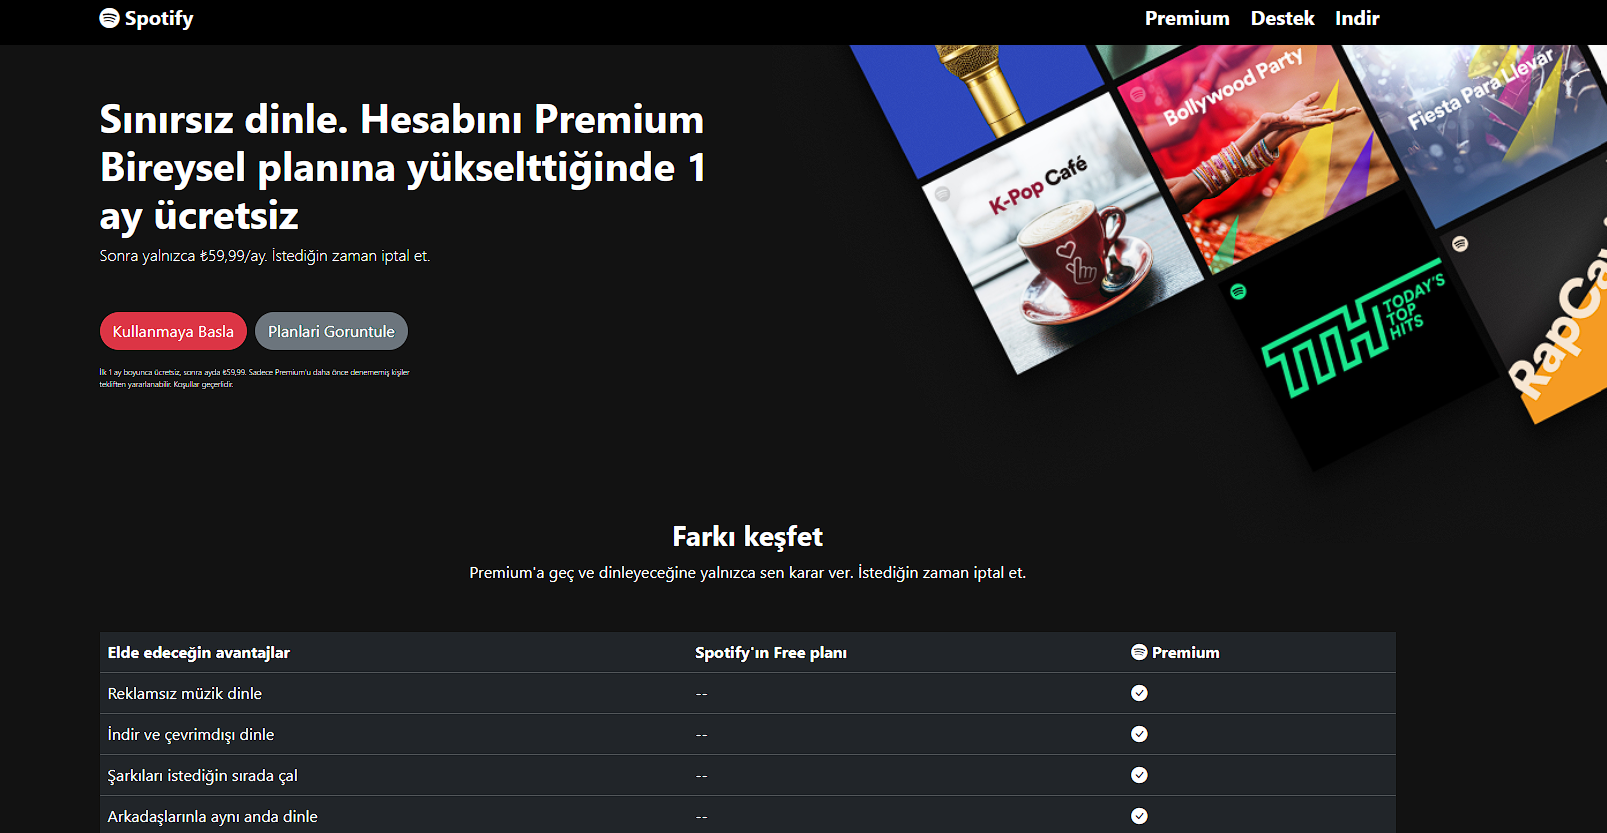 Spotify
Premium Destek Indir
Sınırsız dinle. Hesabını Premium
Bireysel planına yükselttiğinde 1
ay ücretsiz
Sonra yalnızca ₺59,99/ay. İstediğin zaman iptal et.
Kullanmaya Basla
Planlari Goruntule
İlk 1 ay boyunca ücretsiz, sonra ayda ₺59,99. Sadece Premium'u daha önce denememiş kişiler
tekliften yararlanabilir. Koşullar geçerlidir.
K-Pop Café
Bollywood Party
Fiesta Para Llevar
TTH
TODAY'S
TOP
HITS
Farkı keşfet
Premium'a geç ve dinleyeceğine yalnızca sen karar ver. İstediğin zaman iptal et.
Elde edeceğin avantajlar Spotify'ın Free planı Premium
Reklamsız müzik dinle --
İndir ve çevrimdışı dinle --
Şarkıları istediğin sırada çal --
Arkadaşlarınla aynı anda dinle --